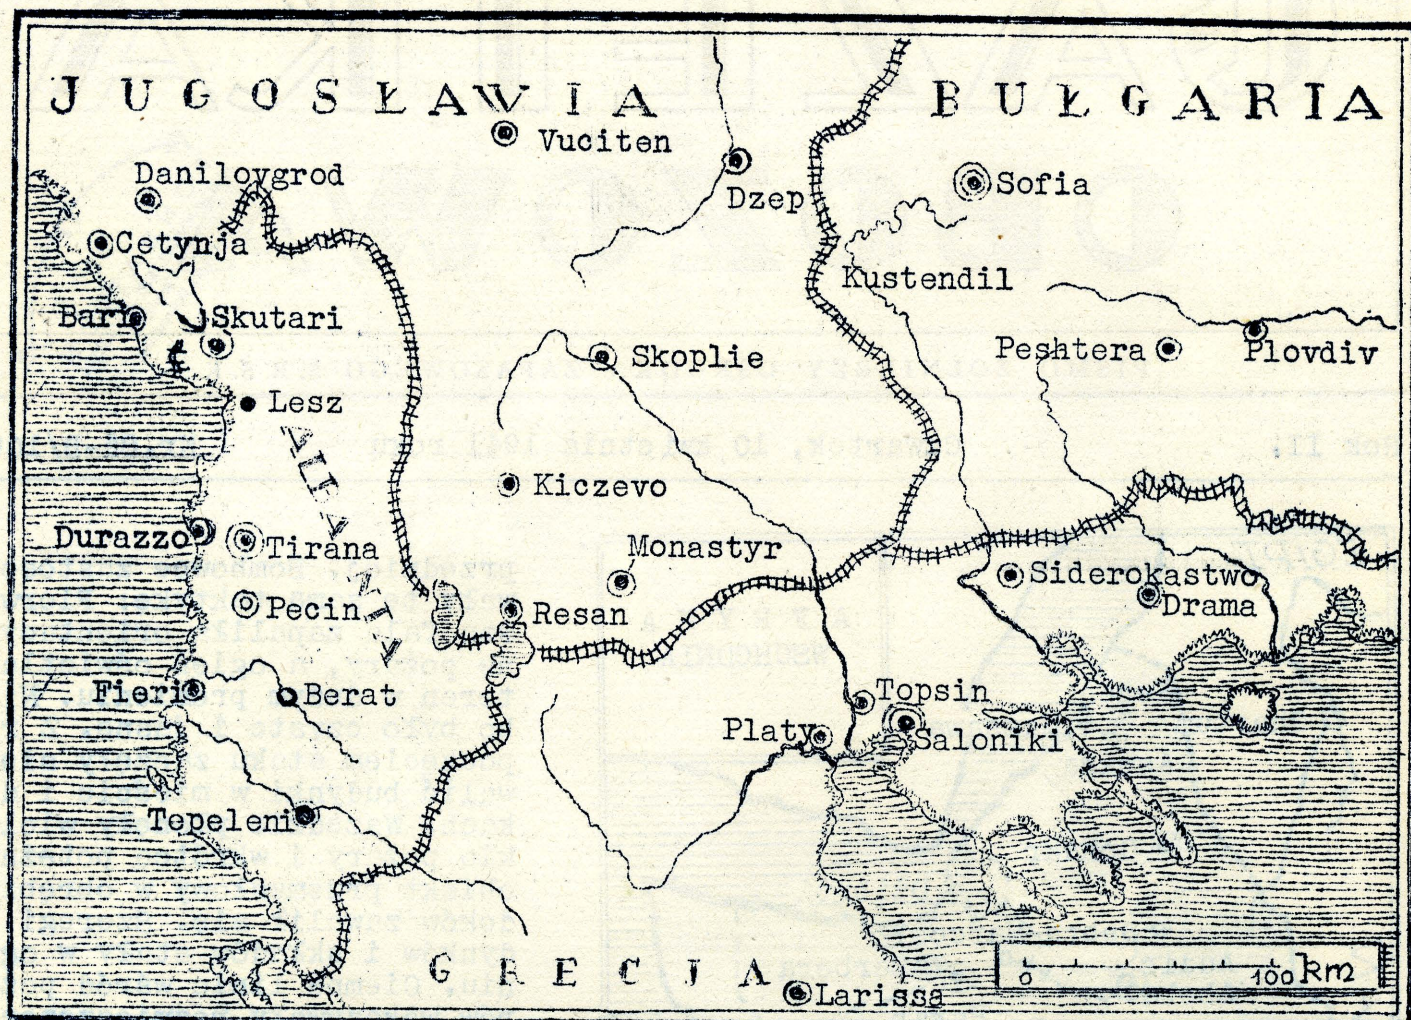 JUGOSŁAWIA
BUŁGARIA
Vuciten
Danilovgrod
Dzep
Sofia
Cetynja
Kustendil
Bari
Skutari
Skoplie
Peshtera
Plovdiv
Lesz
ALBANIA
Kiczevo
Durazzo
Tirana
Monastyr
Siderokastwo
Drama
Pecin
Resan
Fieri
Berat
Topsin
Platy
Saloniki
Tepeleni
GRECJA
Larissa
0 100 km